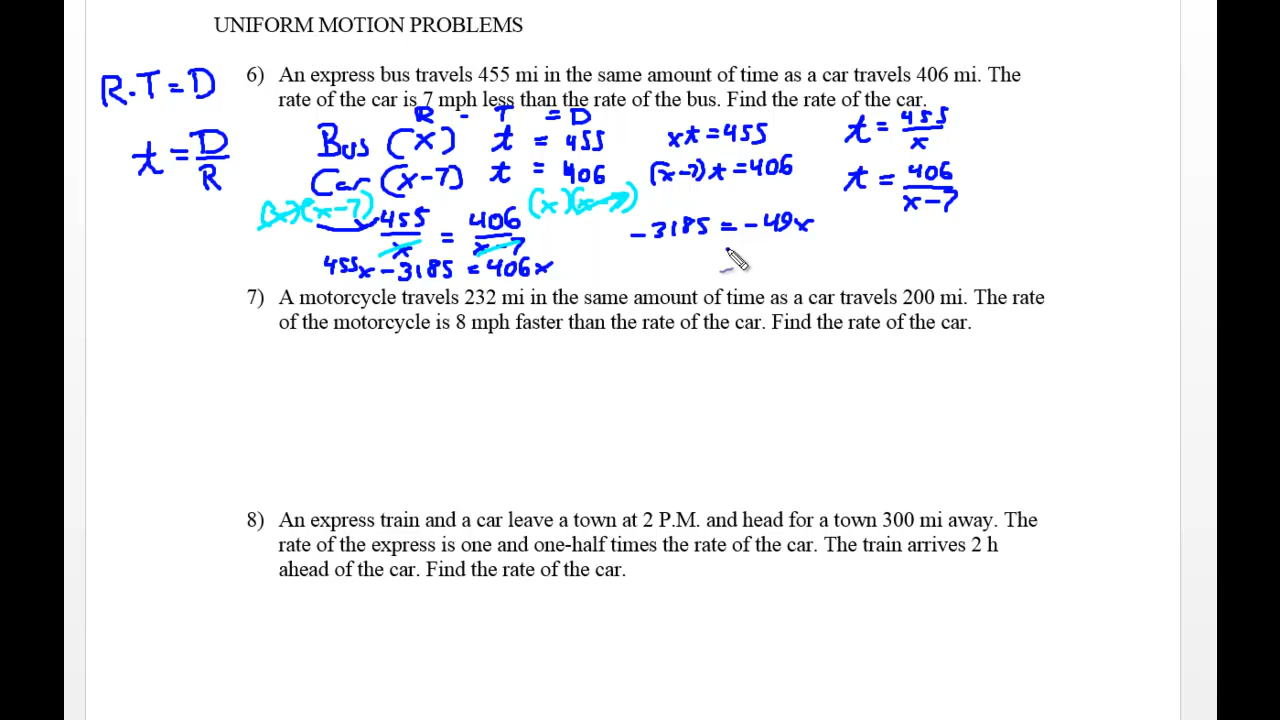 UNIFORM MOTION PROBLEMS
R.T=D
t = D/R
6) An express bus travels 455 mi in the same amount of time as a car travels 406 mi. The
rate of the car is 7 mph less than the rate of the bus. Find the rate of the car.
R - T = D
Bus (x) t = 455
xt = 455
t = 455/x
Car (x-7) t = 406
(x-7)t = 406
t = 406/(x-7)
(x)(x-7) 455/x = 406/(x-7) (x)(x-7)
-3185 = -49x
455x - 3185 = 406x
7) A motorcycle travels 232 mi in the same amount of time as a car travels 200 mi. The rate
of the motorcycle is 8 mph faster than the rate of the car. Find the rate of the car.
8) An express train and a car leave a town at 2 P.M. and head for a town 300 mi away. The
rate of the express is one and one-half times the rate of the car. The train arrives 2 h
ahead of the car. Find the rate of the car.